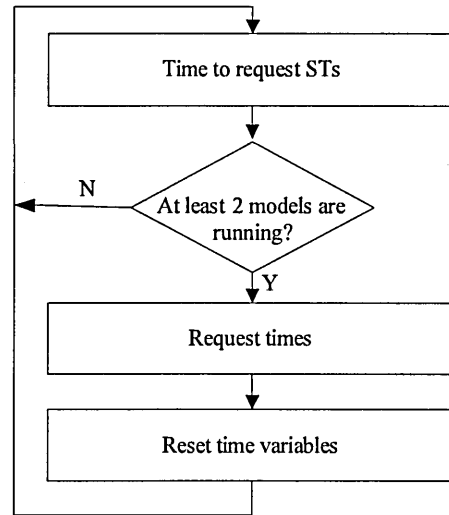 Time to request STs
N
At least 2 models are
running?
Y
Request times
Reset time variables